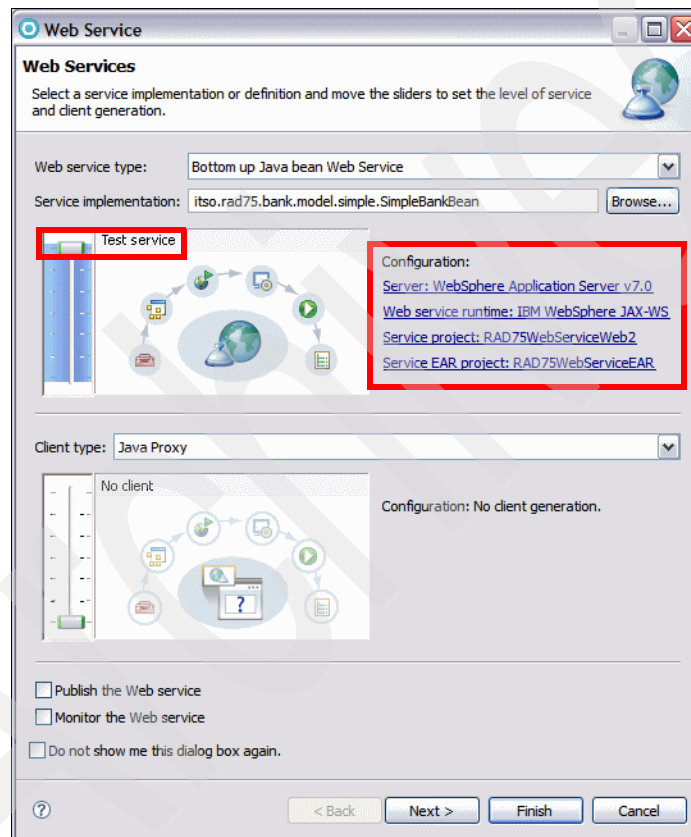 Web Service
Web Services
Select a service implementation or definition and move the sliders to set the level of service
and client generation.
Web service type: Bottom up Java bean Web Service
Service implementation: itso.rad75.bank.model.simple.SimpleBankBean Browse...
Test service
Configuration:
Server: WebSphere Application Server v7.0
Web service runtime: IBM WebSphere JAX-WS
Service project: RAD75WebServiceWeb2
Service EAR project: RAD75WebServiceEAR
Client type: Java Proxy
No client
Configuration: No client generation.
?
Publish the Web service
Monitor the Web service
Do not show me this dialog box again.
? < Back Next > Finish Cancel